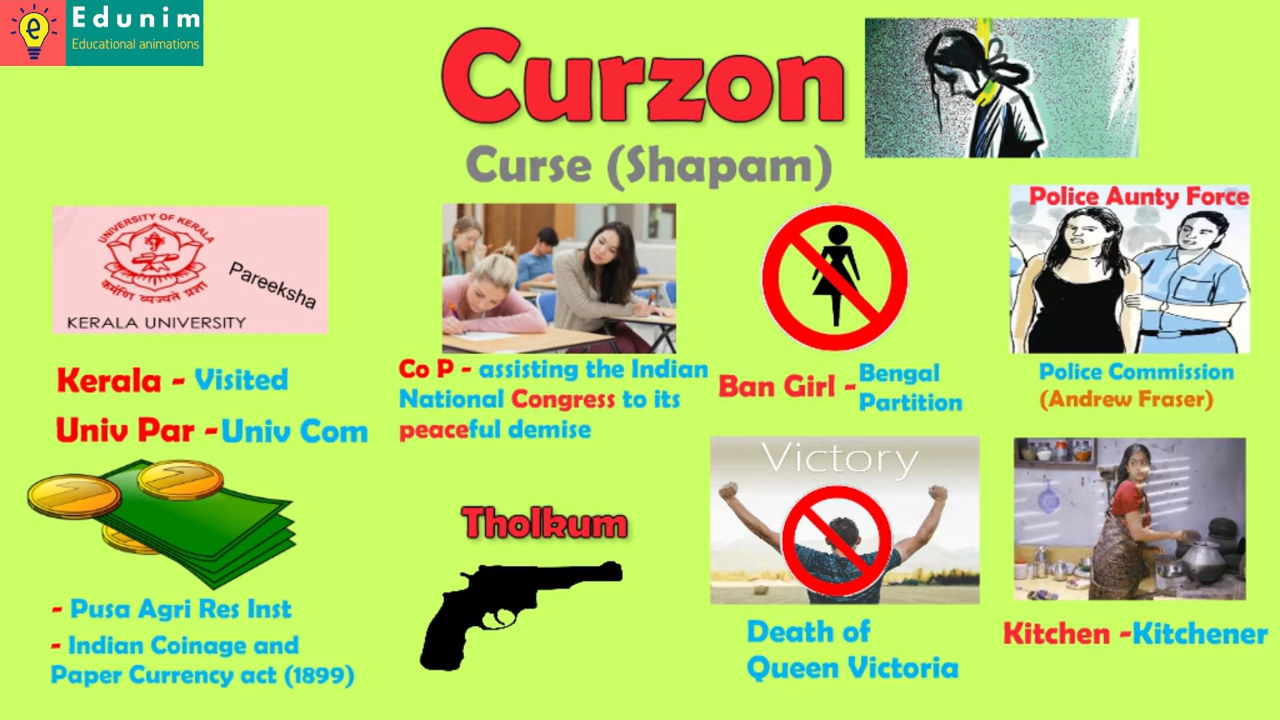 Edunim
Educational animations
Curzon
Curse (Shapam)
UNIVERSITY OF KERALA
कर्मणि व्यज्यते प्रज्ञा
Pareeksha
KERALA UNIVERSITY
Police Aunty Force
Kerala - Visited
Univ Par -Univ Com
Co P - assisting the Indian
National Congress to its
peaceful demise
Ban Girl -Bengal
Partition
Police Commission
(Andrew Fraser)
- Pusa Agri Res Inst
- Indian Coinage and
Paper Currency act (1899)
Tholkum
Victory
Death of
Queen Victoria
Kitchen -Kitchener